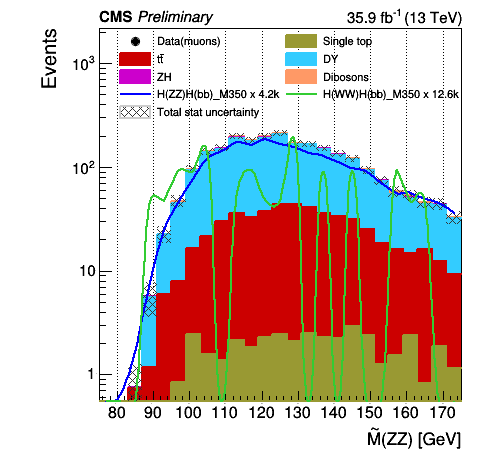 CMS Preliminary 35.9 fb⁻¹ (13 TeV)
Events
Data(muons) Single top
tt̄ DY
ZH Dibosons
H(ZZ)H(bb)_M350 x 4.2k H(WW)H(bb)_M350 x 12.6k
Total stat uncertainty
10³
10²
10
1
80 90 100 110 120 130 140 150 160 170
M̃(ZZ) [GeV]